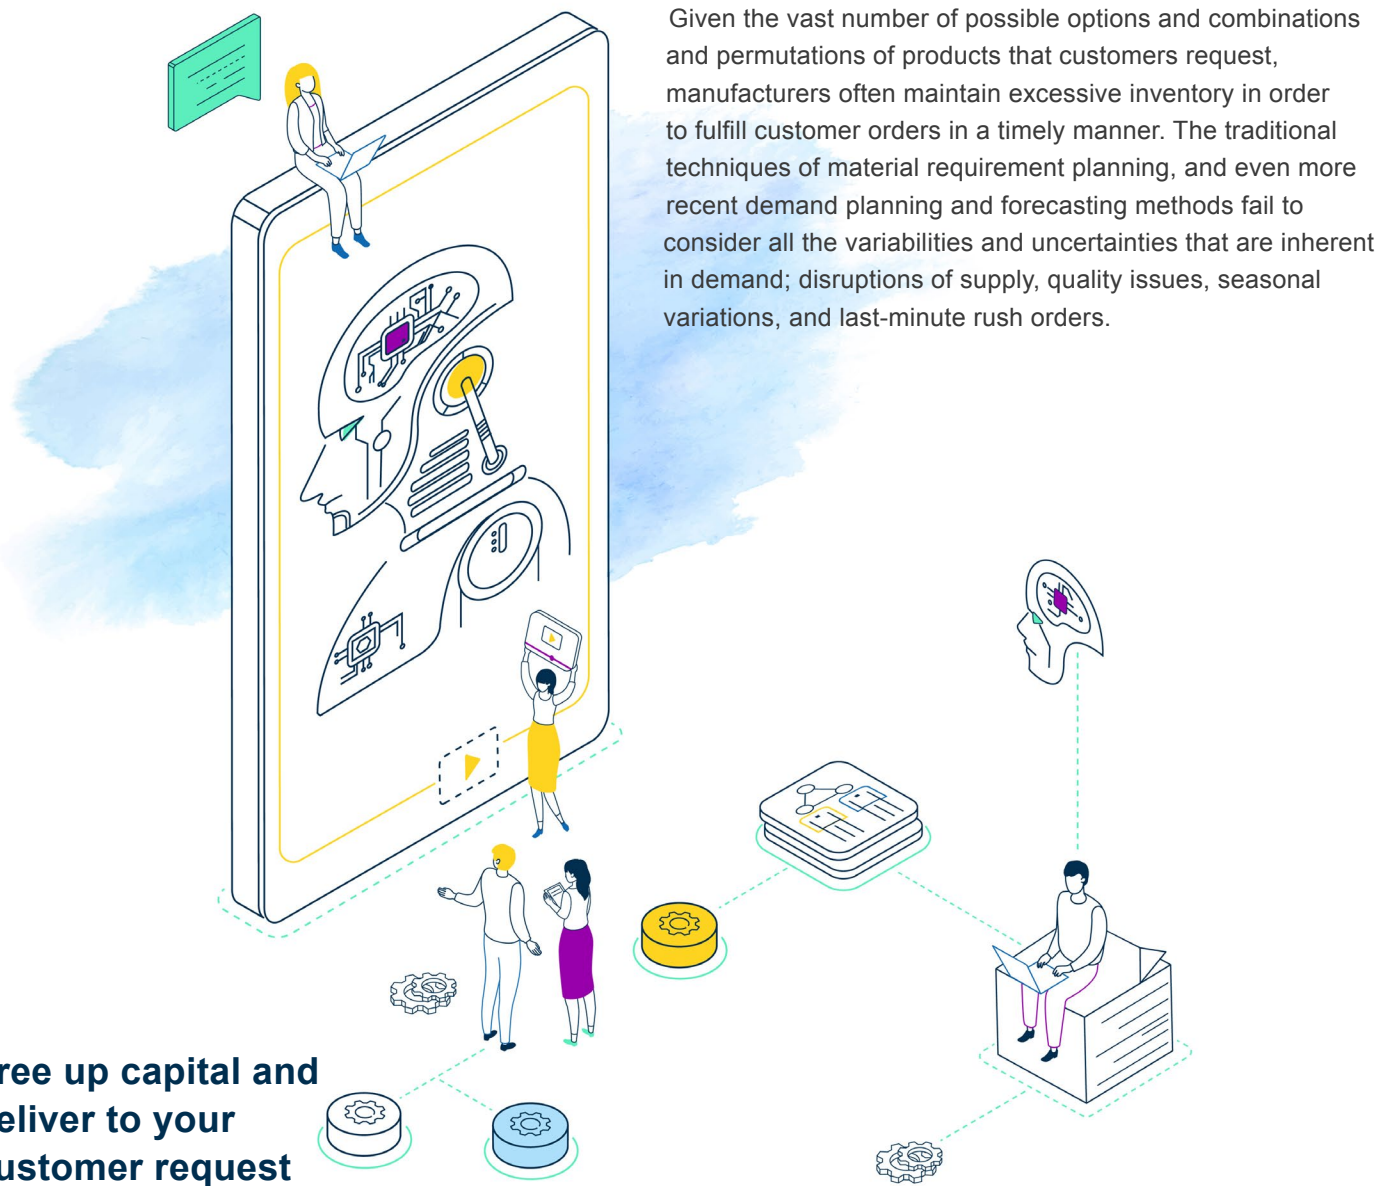 Given the vast number of possible options and combinations
and permutations of products that customers request,
manufacturers often maintain excessive inventory in order
to fulfill customer orders in a timely manner. The traditional
techniques of material requirement planning, and even more
recent demand planning and forecasting methods fail to
consider all the variabilities and uncertainties that are inherent
in demand; disruptions of supply, quality issues, seasonal
variations, and last-minute rush orders.
ree up capital and
eliver to your
ustomer request